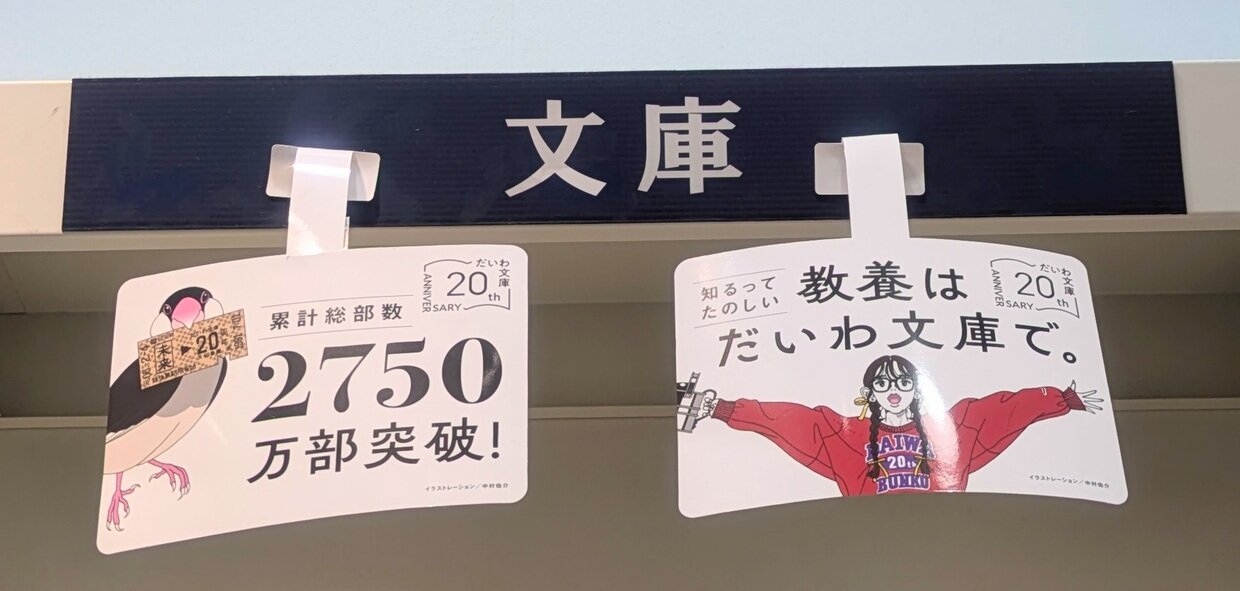 文庫
だいわ文庫
20th
ANNIVERSARY
累計総部数
2750
万部突破!
未来▶20
イラストレーション/中村佑介
知るって
たのしい
教養は
だいわ文庫で。
だいわ文庫
20th
ANNIVERSARY
DAIWA
20th
BUNKO
イラストレーション/中村佑介